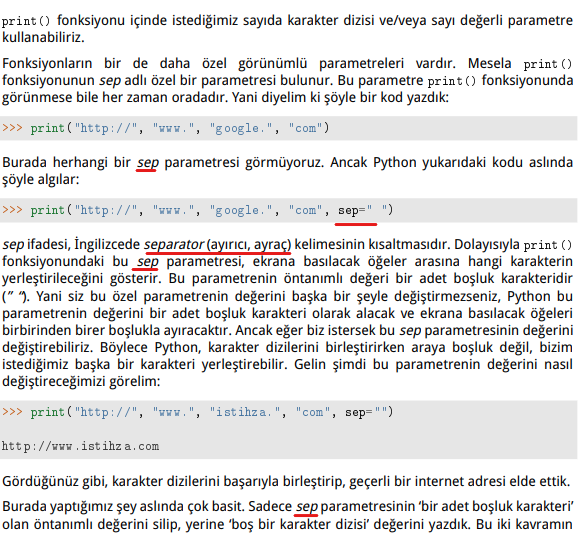 print() fonksiyonu içinde istediğimiz sayıda karakter dizisi ve/veya sayı değerli parametre
kullanabiliriz.
Fonksiyonların bir de daha özel görünümlü parametreleri vardır. Mesela print()
fonksiyonunun sep adlı özel bir parametresi bulunur. Bu parametre print() fonksiyonunda
görünmese bile her zaman oradadır. Yani diyelim ki şöyle bir kod yazdık:
>>> print("http://", "www.", "google.", "com")
Burada herhangi bir sep parametresi görmüyoruz. Ancak Python yukarıdaki kodu aslında
şöyle algılar:
>>> print("http://", "www.", "google.", "com", sep=" ")
sep ifadesi, İngilizcede separator (ayırıcı, ayraç) kelimesinin kısaltmasıdır. Dolayısıyla print()
fonksiyonundaki bu sep parametresi, ekrana basılacak öğeler arasına hangi karakterin
yerleştirileceğini gösterir. Bu parametrenin öntanımlı değeri bir adet boşluk karakteridir
(" "). Yani siz bu özel parametrenin değerini başka bir şeyle değiştirmezseniz, Python bu
parametrenin değerini bir adet boşluk karakteri olarak alacak ve ekrana basılacak öğeleri
birbirinden birer boşlukla ayıracaktır. Ancak eğer biz istersek bu sep parametresinin değerini
değiştirebiliriz. Böylece Python, karakter dizilerini birleştirirken araya boşluk değil, bizim
istediğimiz başka bir karakteri yerleştirebilir. Gelin şimdi bu parametrenin değerini nasıl
değiştireceğimizi görelim:
>>> print("http://", "www.", "istihza.", "com", sep="")
http://www.istihza.com
Gördüğünüz gibi, karakter dizilerini başarıyla birleştirip, geçerli bir internet adresi elde ettik.
Burada yaptığımız şey aslında çok basit. Sadece sep parametresinin ‘bir adet boşluk karakteri’
olan öntanımlı değerini silip, yerine ‘boş bir karakter dizisi’ değerini yazdık. Bu iki kavramın